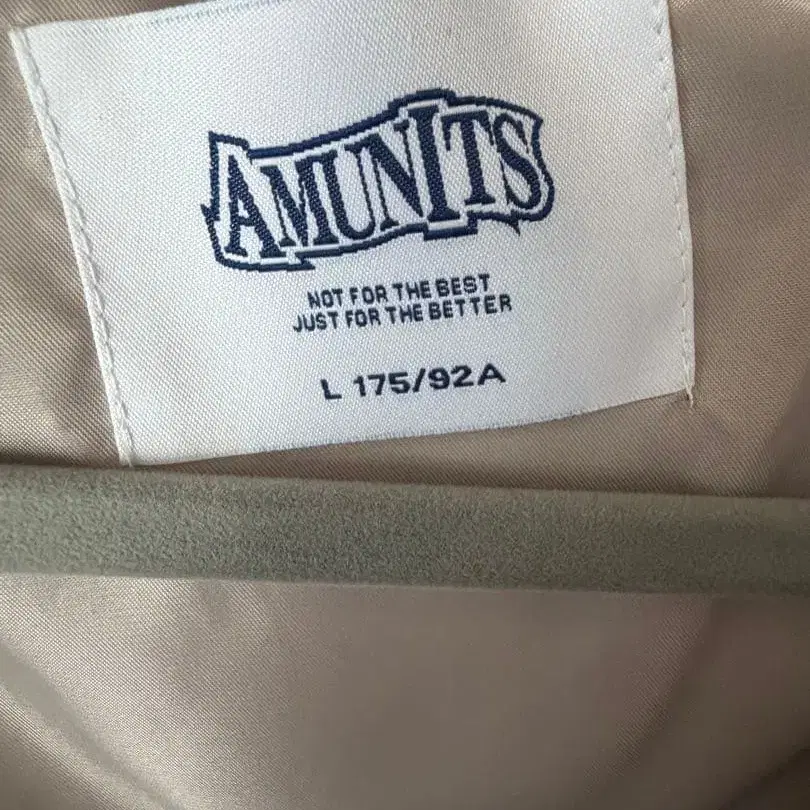 AMUNITS
NOT FOR THE BEST
JUST FOR THE BETTER
L 175/92A